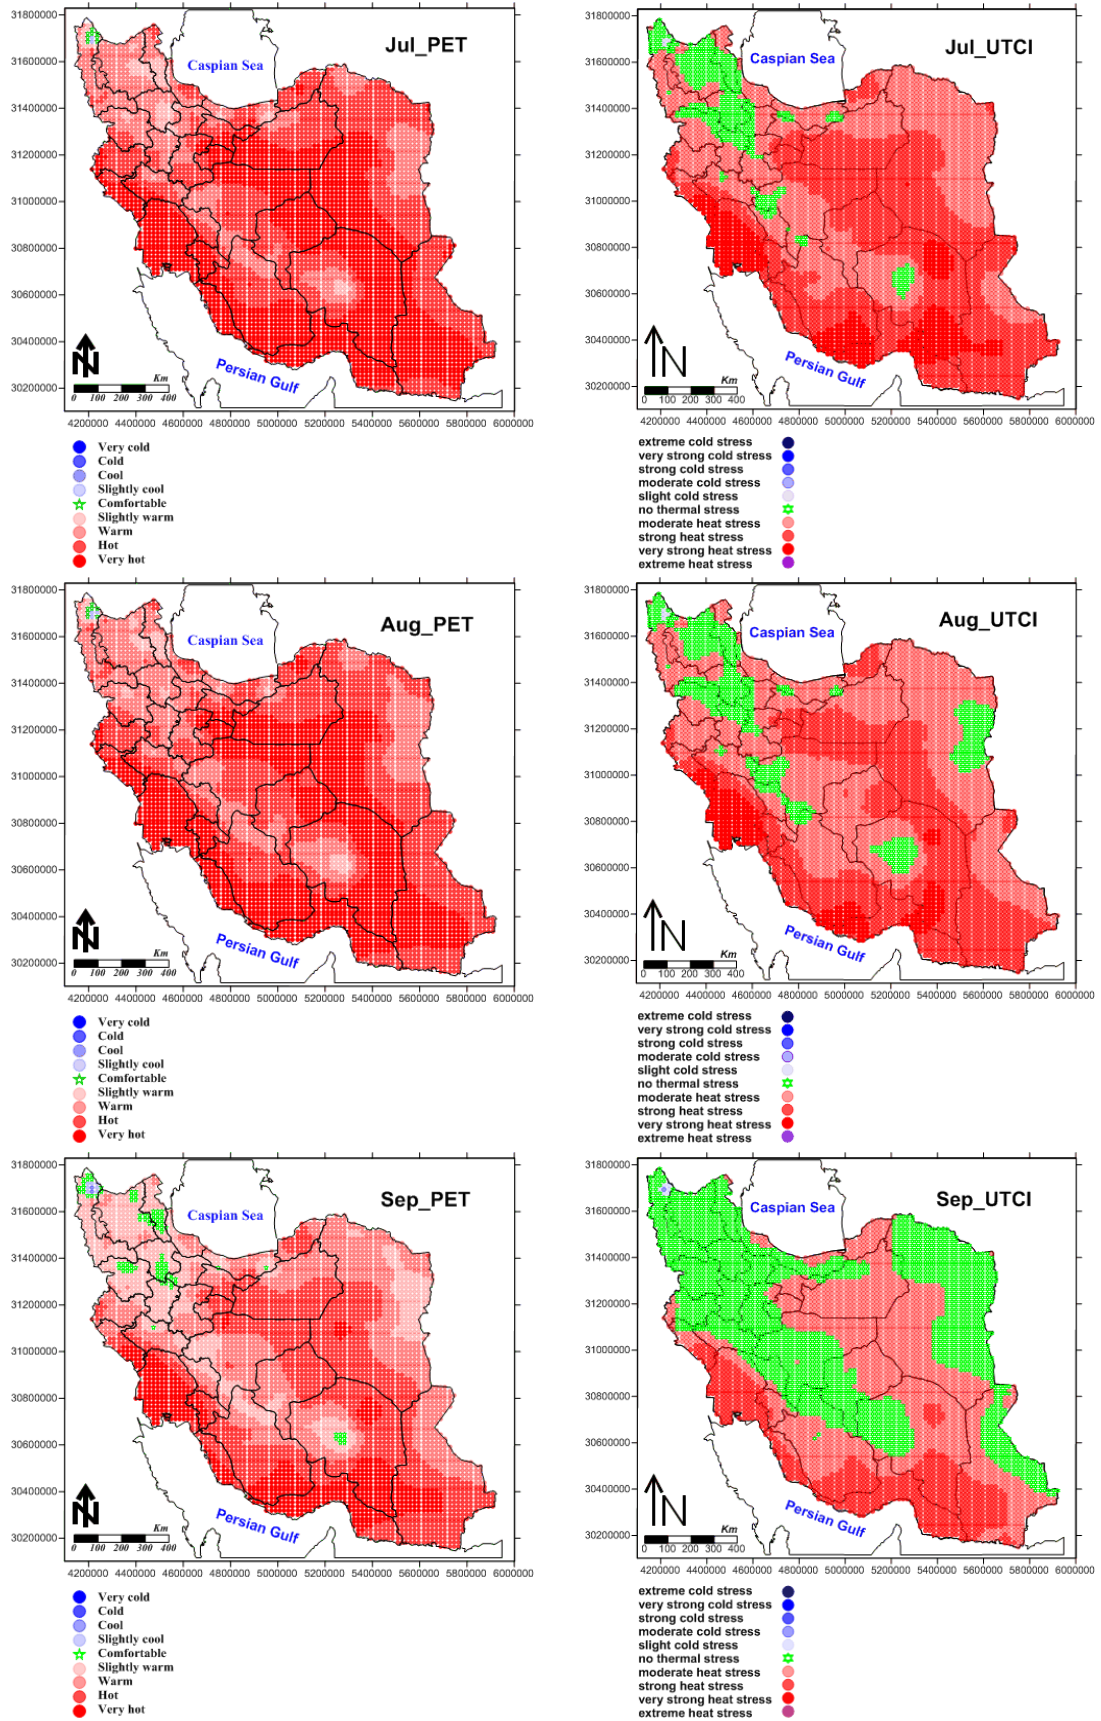 31800000
31600000
31400000
31200000
31000000
30800000
30600000
30400000
30200000
Jul_PET
Caspian Sea
Persian Gulf
N
Km
0 100 200 300 400
4200000 4400000 4600000 4800000 5000000 5200000 5400000 5600000 5800000 6000000
Very cold
Cold
Cool
Slightly cool
Comfortable
Slightly warm
Warm
Hot
Very hot
31800000
31600000
31400000
31200000
31000000
30800000
30600000
30400000
30200000
Jul_UTCI
Caspian Sea
Persian Gulf
N
Km
0 100 200 300 400
4200000 4400000 4600000 4800000 5000000 5200000 5400000 5600000 5800000 6000000
extreme cold stress
very strong cold stress
strong cold stress
moderate cold stress
slight cold stress
no thermal stress
moderate heat stress
strong heat stress
very strong heat stress
extreme heat stress
31800000
31600000
31400000
31200000
31000000
30800000
30600000
30400000
30200000
Aug_PET
Caspian Sea
Persian Gulf
N
Km
0 100 200 300 400
4200000 4400000 4600000 4800000 5000000 5200000 5400000 5600000 5800000 6000000
Very cold
Cold
Cool
Slightly cool
Comfortable
Slightly warm
Warm
Hot
Very hot
31800000
31600000
31400000
31200000
31000000
30800000
30600000
30400000
30200000
Aug_UTCI
Caspian Sea
Persian Gulf
N
Km
0 100 200 300 400
4200000 4400000 4600000 4800000 5000000 5200000 5400000 5600000 5800000 6000000
extreme cold stress
very strong cold stress
strong cold stress
moderate cold stress
slight cold stress
no thermal stress
moderate heat stress
strong heat stress
very strong heat stress
extreme heat stress
31800000
31600000
31400000
31200000
31000000
30800000
30600000
30400000
30200000
Sep_PET
Caspian Sea
Persian Gulf
N
Km
0 100 200 300 400
4200000 4400000 4600000 4800000 5000000 5200000 5400000 5600000 5800000 6000000
Very cold
Cold
Cool
Slightly cool
Comfortable
Slightly warm
Warm
Hot
Very hot
31800000
31600000
31400000
31200000
31000000
30800000
30600000
30400000
30200000
Sep_UTCI
Caspian Sea
Persian Gulf
N
Km
0 100 200 300 400
4200000 4400000 4600000 4800000 5000000 5200000 5400000 5600000 5800000 6000000
extreme cold stress
very strong cold stress
strong cold stress
moderate cold stress
slight cold stress
no thermal stress
moderate heat stress
strong heat stress
very strong heat stress
extreme heat stress